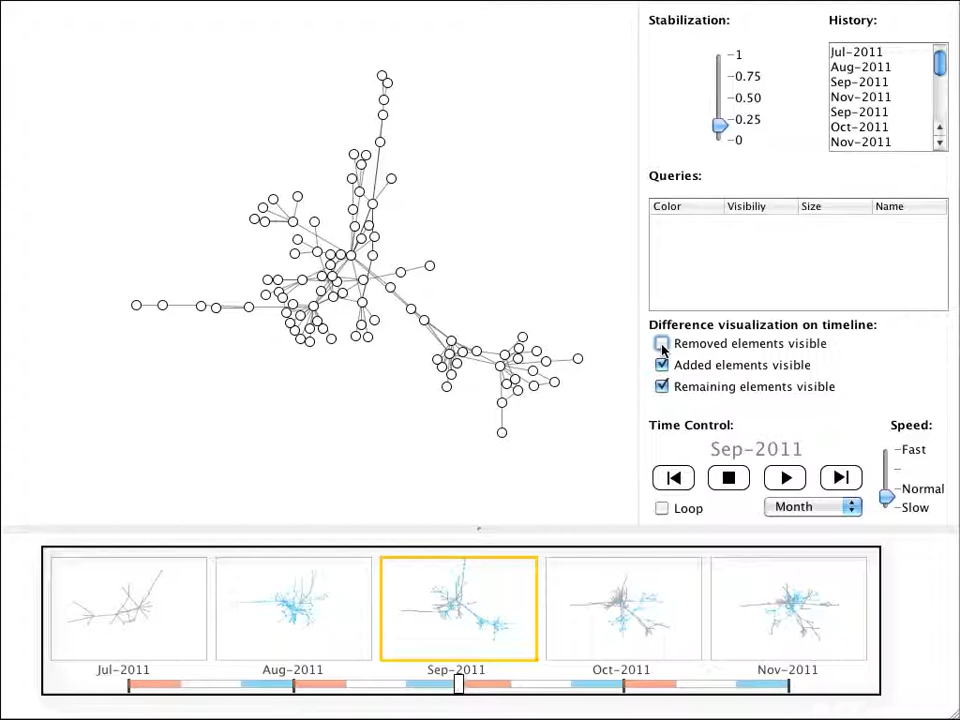 Stabilization:
1
0.75
0.50
0.25
0
History:
Jul-2011
Aug-2011
Sep-2011
Nov-2011
Sep-2011
Oct-2011
Nov-2011
Queries:
Color Visibiliy Size Name
Difference visualization on timeline:
Removed elements visible
Added elements visible
Remaining elements visible
Time Control:
Sep-2011
Loop
Month
Speed:
Fast
Normal
Slow
Jul-2011 Aug-2011 Sep-2011 Oct-2011 Nov-2011